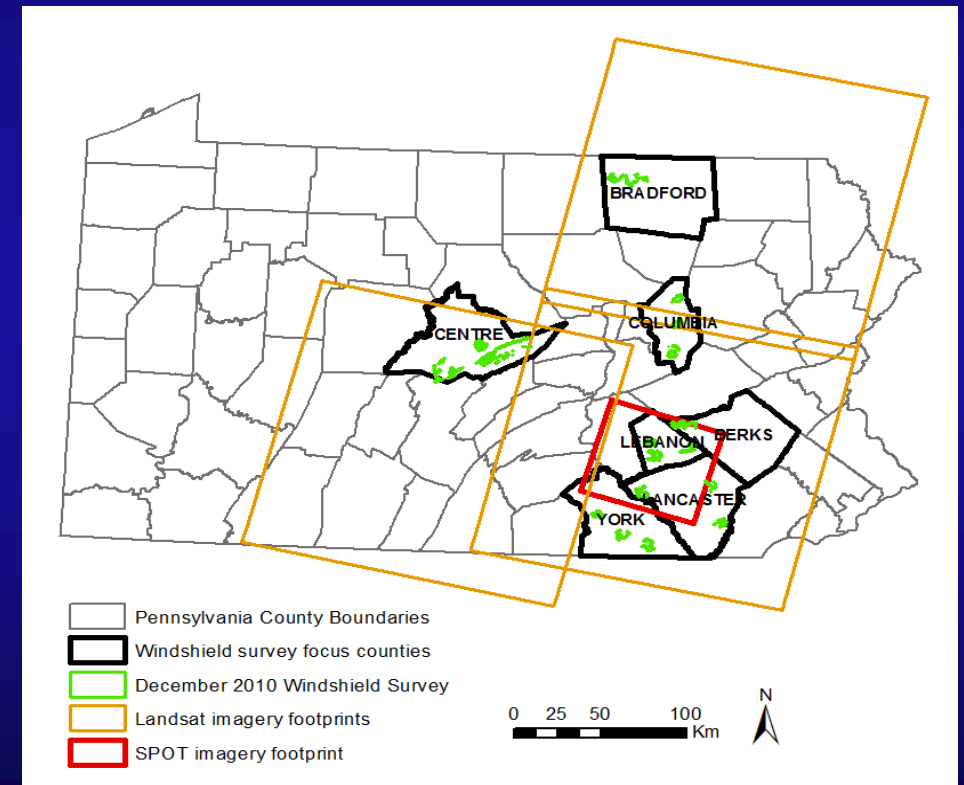 BRADFORD
COLUMBIA
CENTRE
LEBANON
BERKS
LANCASTER
YORK
Pennsylvania County Boundaries
Windshield survey focus counties
December 2010 Windshield Survey
Landsat imagery footprints
SPOT imagery footprint
N
0 25 50 100
Km